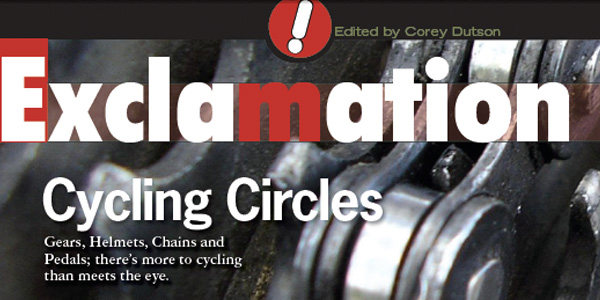 !
Edited by Corey Dutson
Exclamation
Cycling Circles
Gears, Helmets, Chains and
Pedals; there's more to cycling
than meets the eye.